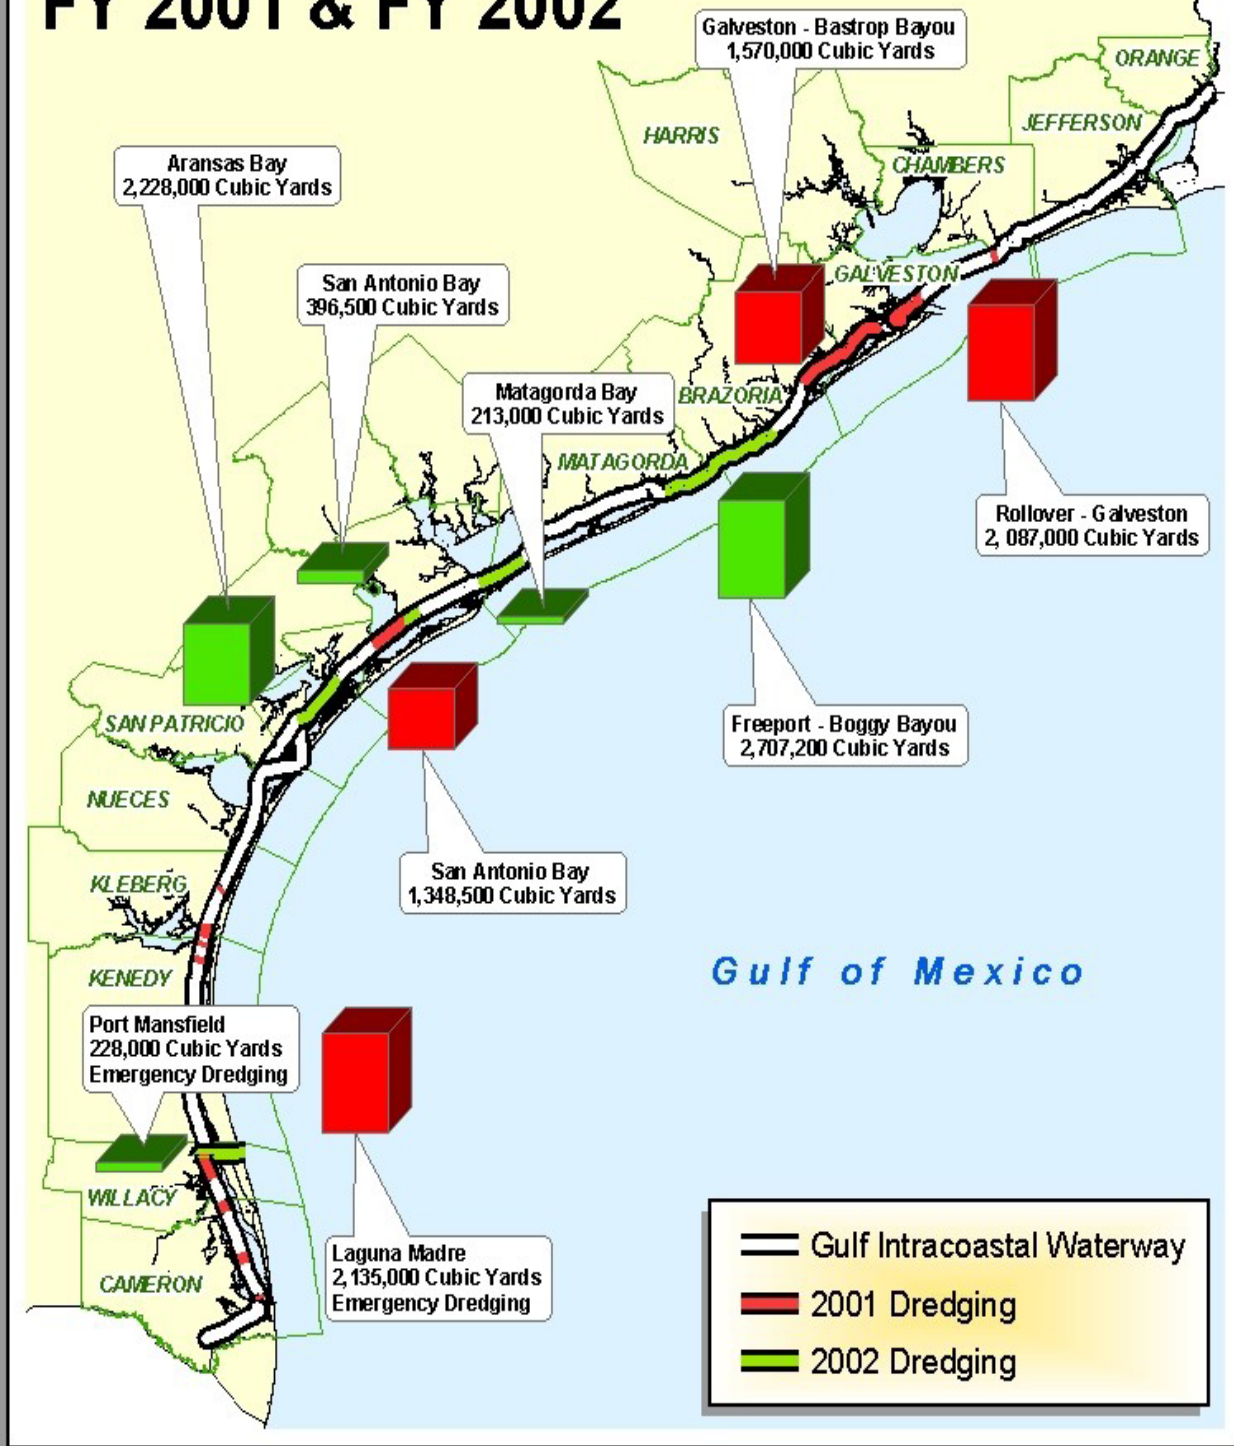 FY 2001 & FY 2002
Galveston - Bastrop Bayou
1,570,000 Cubic Yards
ORANGE
JEFFERSON
HARRIS
CHAMBERS
Aransas Bay
2,228,000 Cubic Yards
San Antonio Bay
396,500 Cubic Yards
GALVESTON
Matagorda Bay
213,000 Cubic Yards
BRAZORIA
MATAGORDA
Rollover - Galveston
2, 087,000 Cubic Yards
SAN PATRICIO
Freeport - Boggy Bayou
2,707,200 Cubic Yards
NUECES
San Antonio Bay
1,348,500 Cubic Yards
KLEBERG
KENEDY
Gulf of Mexico
Port Mansfield
228,000 Cubic Yards
Emergency Dredging
WILLACY
Laguna Madre
2,135,000 Cubic Yards
Emergency Dredging
CAMERON
Gulf Intracoastal Waterway
2001 Dredging
2002 Dredging